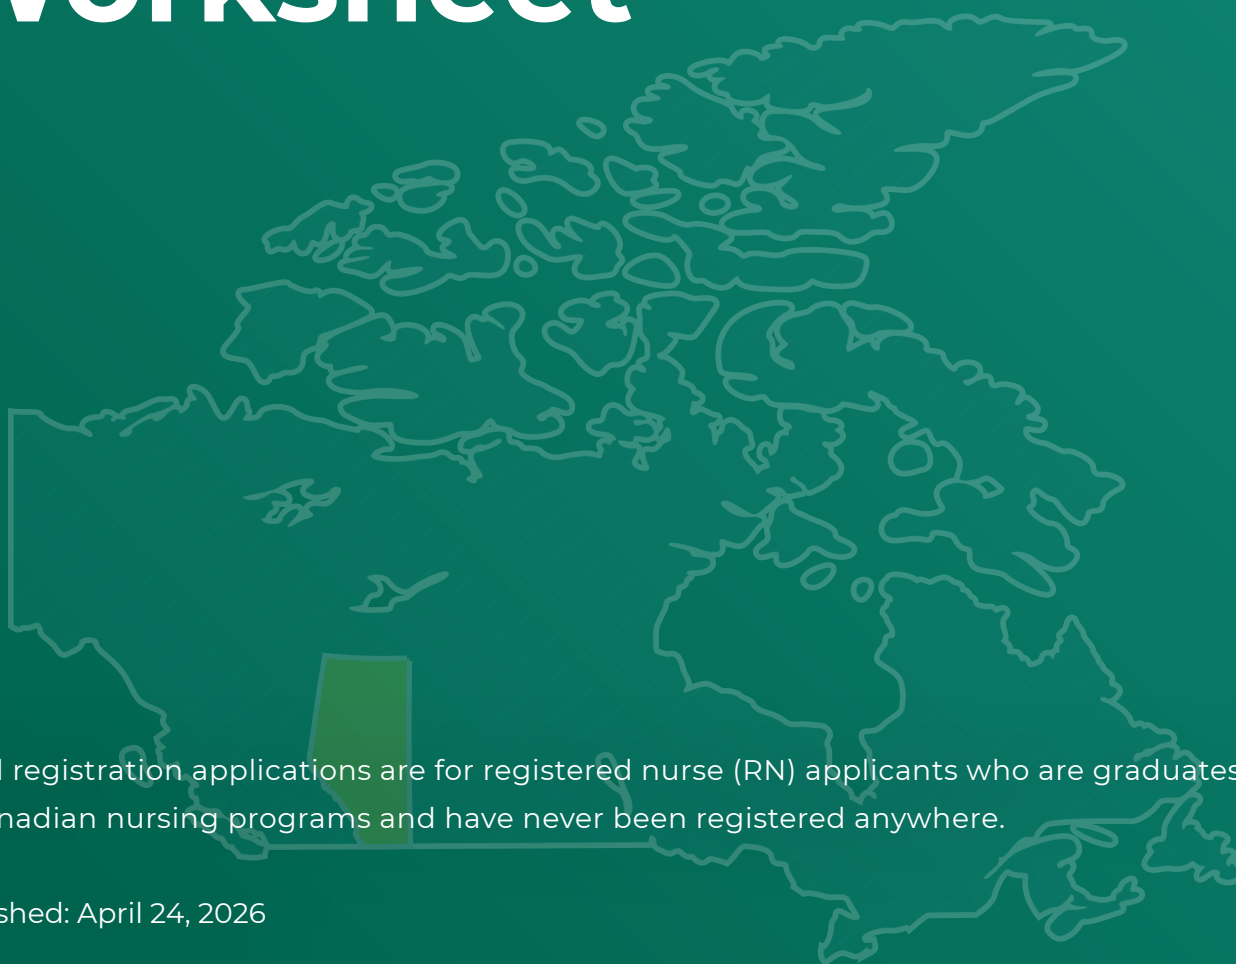 Worksheet
registration applications are for registered nurse (RN) applicants who are graduates
nadian nursing programs and have never been registered anywhere.
shed: April 24, 2026